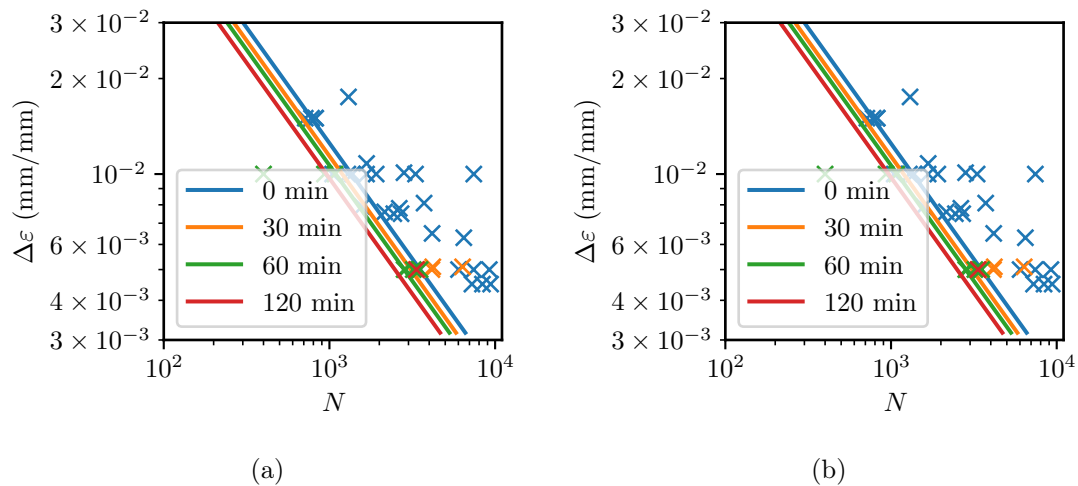 3 × 10⁻²
2 × 10⁻²
10⁻²
6 × 10⁻³
4 × 10⁻³
3 × 10⁻³
Δε (mm/mm)
0 min
30 min
60 min
120 min
10² 10³ 10⁴
N
(a)
3 × 10⁻²
2 × 10⁻²
10⁻²
6 × 10⁻³
4 × 10⁻³
3 × 10⁻³
Δε (mm/mm)
0 min
30 min
60 min
120 min
10² 10³ 10⁴
N
(b)